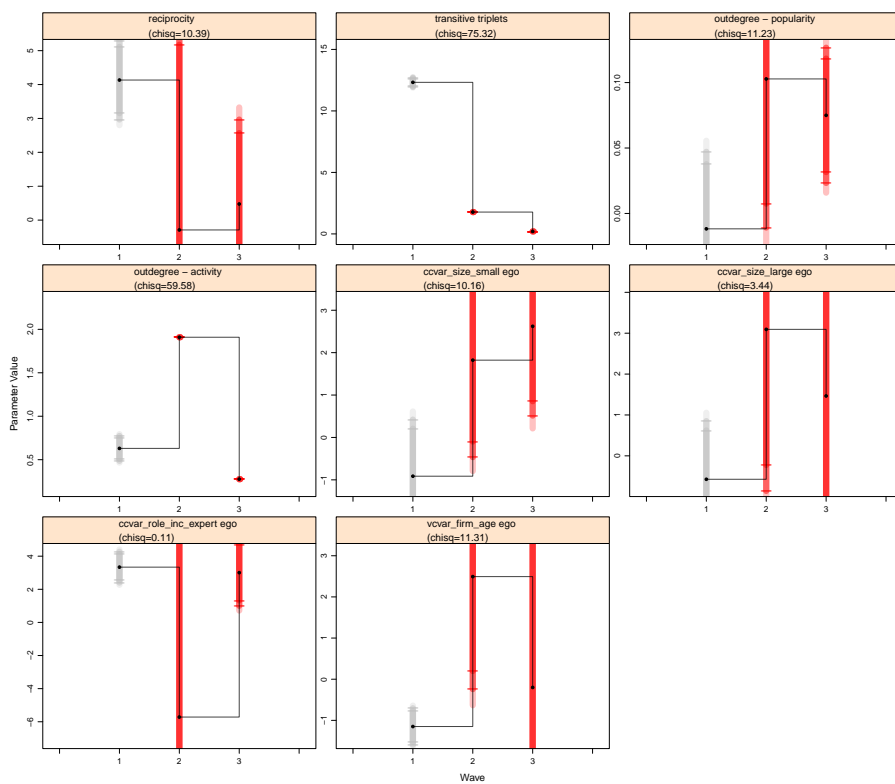 reciprocity
(chisq=10.39)
transitive triplets
(chisq=75.32)
outdegree − popularity
(chisq=11.23)
0 1 2 3 4 5
0 5 10 15
0.00 0.05 0.10
1 2 3
1 2 3
1 2 3
outdegree − activity
(chisq=59.58)
ccvar_size_small ego
(chisq=10.16)
ccvar_size_large ego
(chisq=3.44)
Parameter Value
0.5 1.0 1.5 2.0
−1 0 1 2 3
0 1 2 3
1 2 3
1 2 3
1 2 3
ccvar_role_inc_expert ego
(chisq=0.11)
vcvar_firm_age ego
(chisq=11.31)
−6 −4 −2 0 2 4
−1 0 1 2 3
1 2 3
1 2 3
Wave